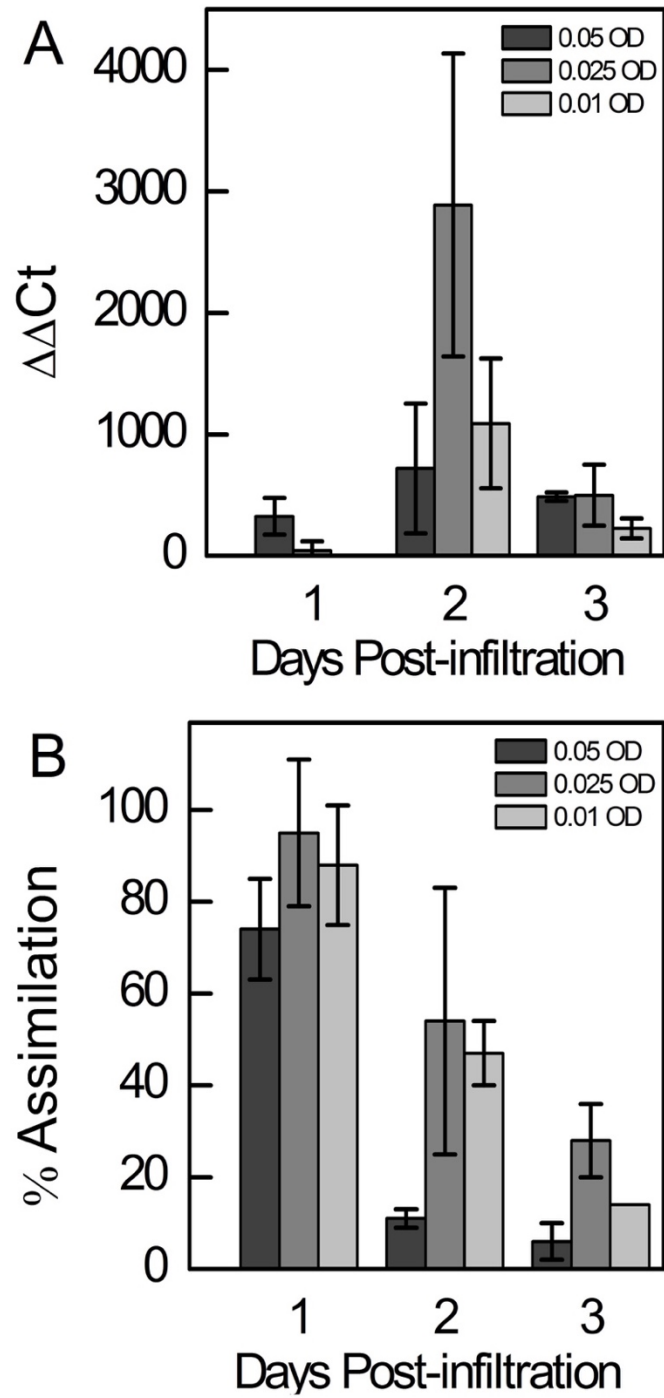 A
0.05 OD
0.025 OD
0.01 OD
4000
3000
2000
1000
0
ΔΔCt
1 2 3
Days Post-infiltration
B
0.05 OD
0.025 OD
0.01 OD
100
80
60
40
20
0
% Assimilation
1 2 3
Days Post-infiltration